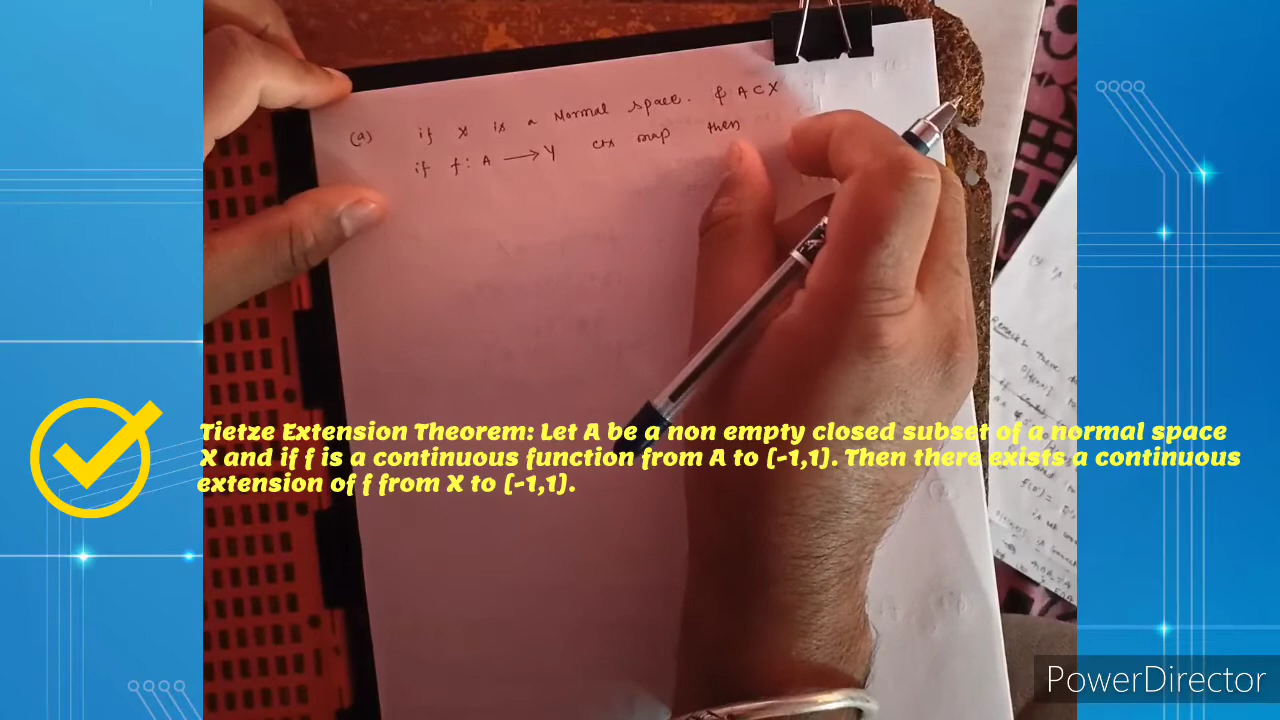 (a) if X is a Normal space. & A ⊂ X
if f: A → Y cts map then
Tietze Extension Theorem: Let A be a non empty closed subset of a normal space
X and if f is a continuous function from A to (-1,1). Then there exists a continuous
extension of f from X to (-1,1).
PowerDirector